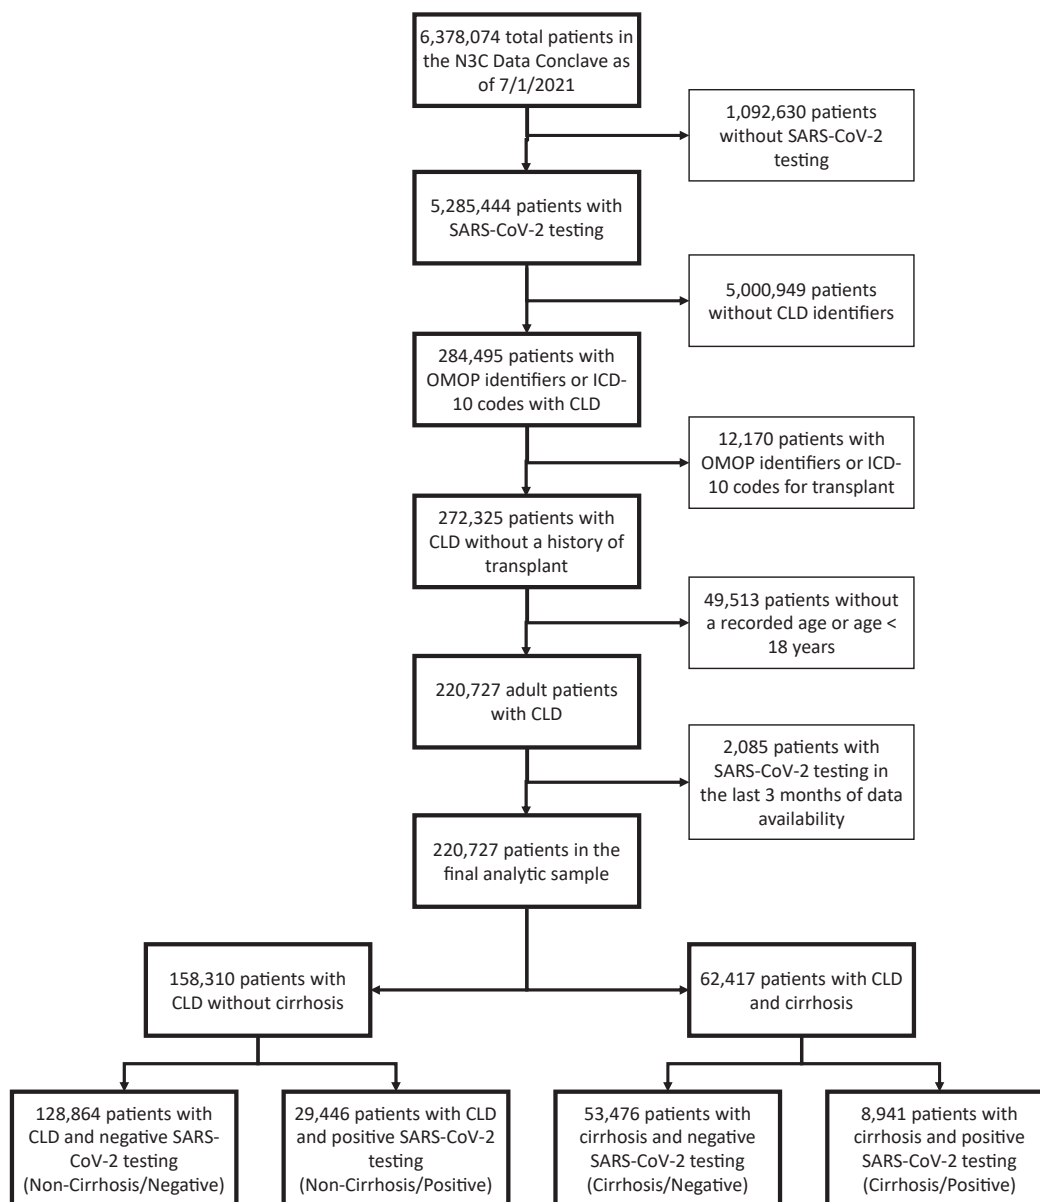 6,378,074 total patients in
the N3C Data Conclave as
of 7/1/2021
1,092,630 patients
without SARS-CoV-2
testing
5,285,444 patients with
SARS-CoV-2 testing
5,000,949 patients
without CLD identifiers
284,495 patients with
OMOP identifiers or ICD-
10 codes with CLD
12,170 patients with
OMOP identifiers or ICD-
10 codes for transplant
272,325 patients with
CLD without a history of
transplant
49,513 patients without
a recorded age or age <
18 years
220,727 adult patients
with CLD
2,085 patients with
SARS-CoV-2 testing in
the last 3 months of data
availability
220,727 patients in the
final analytic sample
158,310 patients with
CLD without cirrhosis
62,417 patients with CLD
and cirrhosis
128,864 patients with
CLD and negative SARS-
CoV-2 testing
(Non-Cirrhosis/Negative)
29,446 patients with CLD
and positive SARS-CoV-2
testing
(Non-Cirrhosis/Positive)
53,476 patients with
cirrhosis and negative
SARS-CoV-2 testing
(Cirrhosis/Negative)
8,941 patients with
cirrhosis and positive
SARS-CoV-2 testing
(Cirrhosis/Positive)